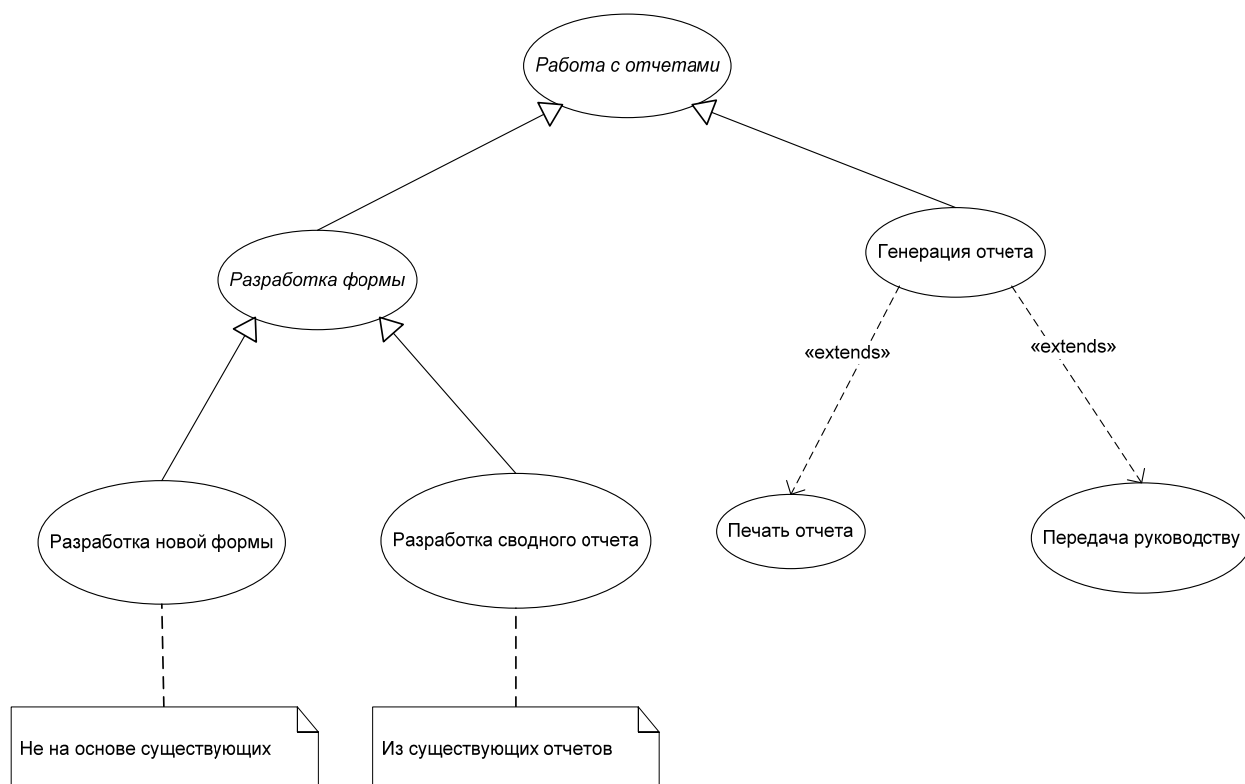 Работа с отчетами
Генерация отчета
Разработка формы
«extends»
«extends»
Разработка новой формы
Разработка сводного отчета
Печать отчета
Передача руководству
Не на основе существующих
Из существующих отчетов